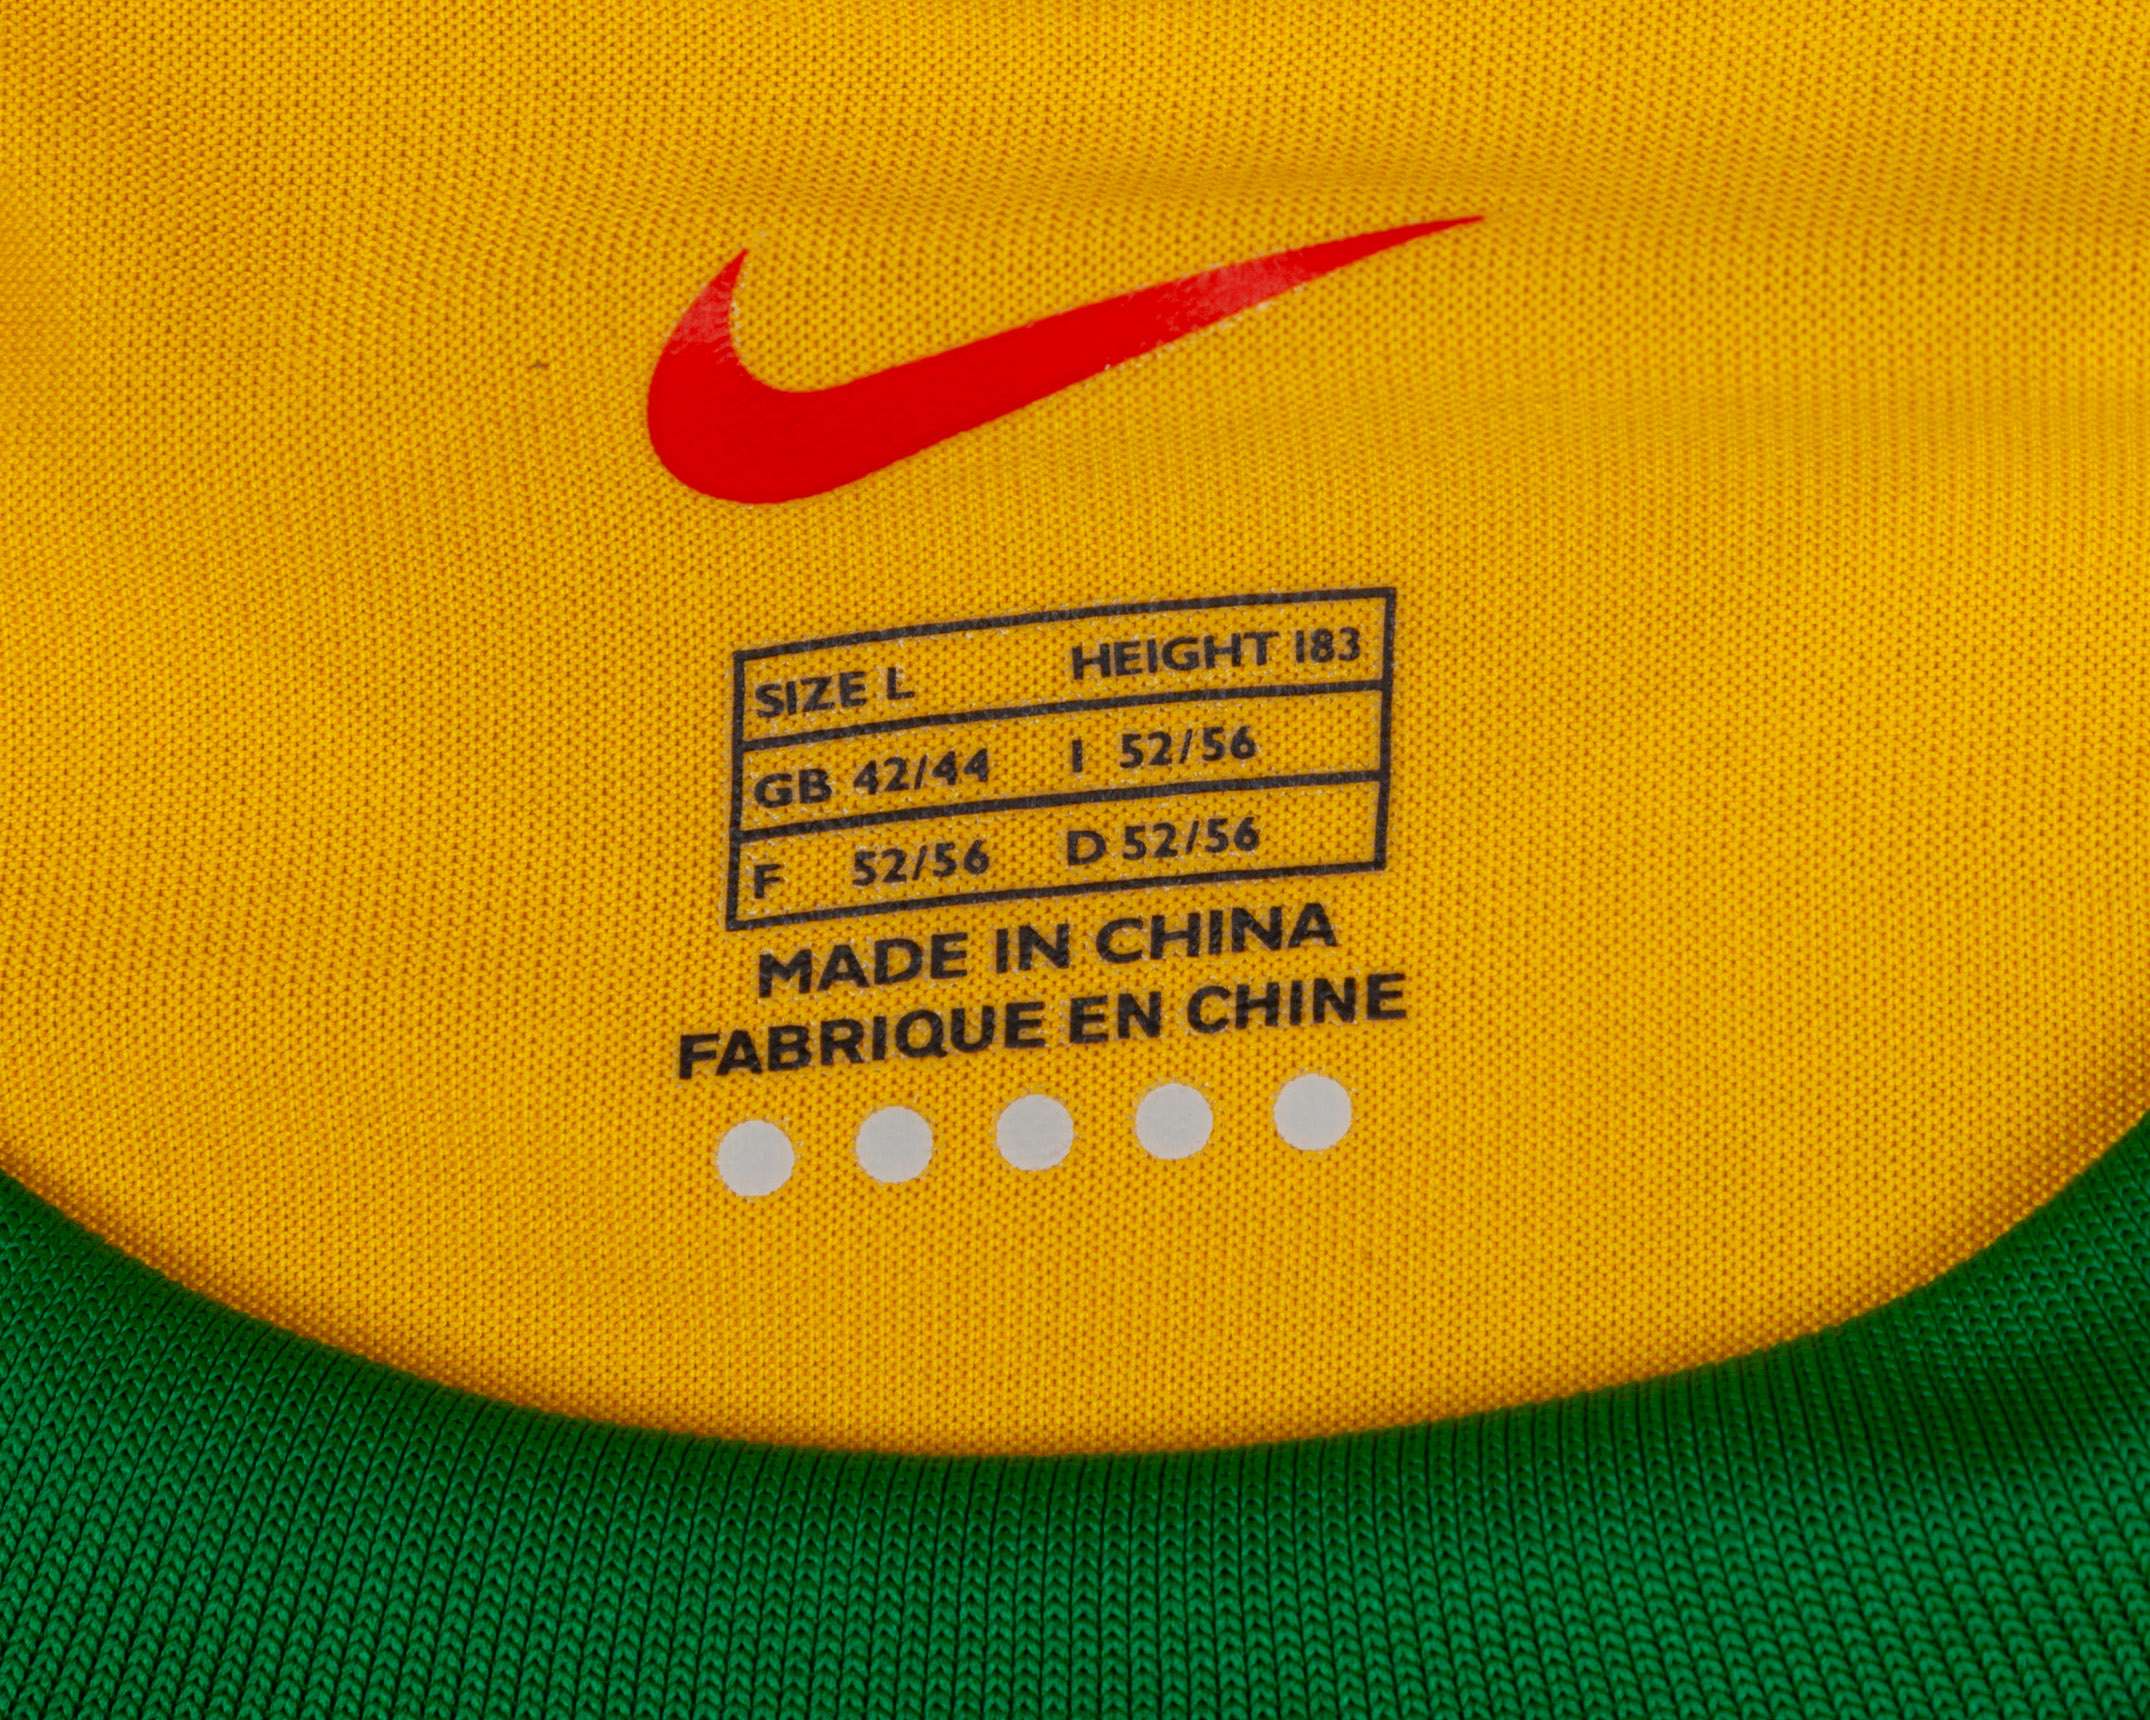 SIZE L HEIGHT 183
GB 42/44 I 52/56
F 52/56 D 52/56
MADE IN CHINA
FABRIQUE EN CHINE